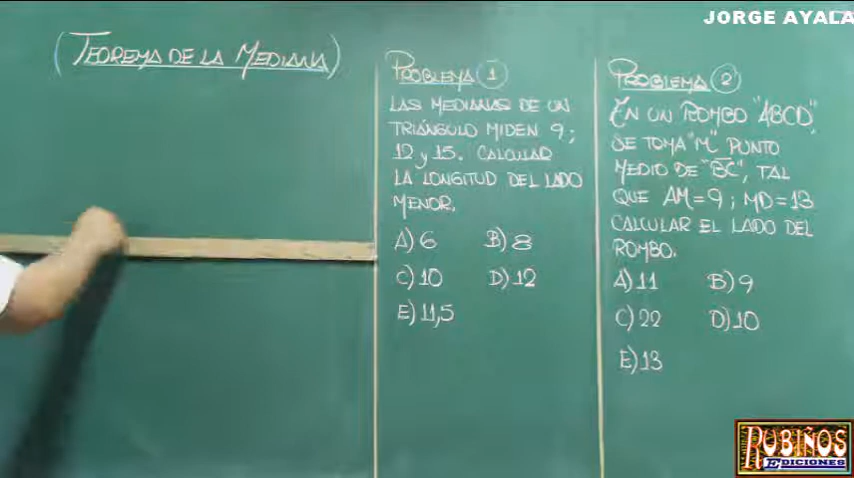 JORGE AYALA
(TEOREMA DE LA MEDIANA)
PROBLEMA 1
LAS MEDIANAS DE UN
TRIÁNGULO MIDEN 9;
12 y 15. CALCULAR
LA LONGITUD DEL LADO
MENOR.
A) 6 B) 8
C) 10 D) 12
E) 11,5
PROBLEMA 2
EN UN ROMBO "ABCD",
SE TOMA "M" PUNTO
MEDIO DE "BC", TAL
QUE AM=9; MD=13
CALCULAR EL LADO DEL
ROMBO.
A) 11 B) 9
C) 22 D) 10
E) 13
RUBIÑOS
EDICIONES